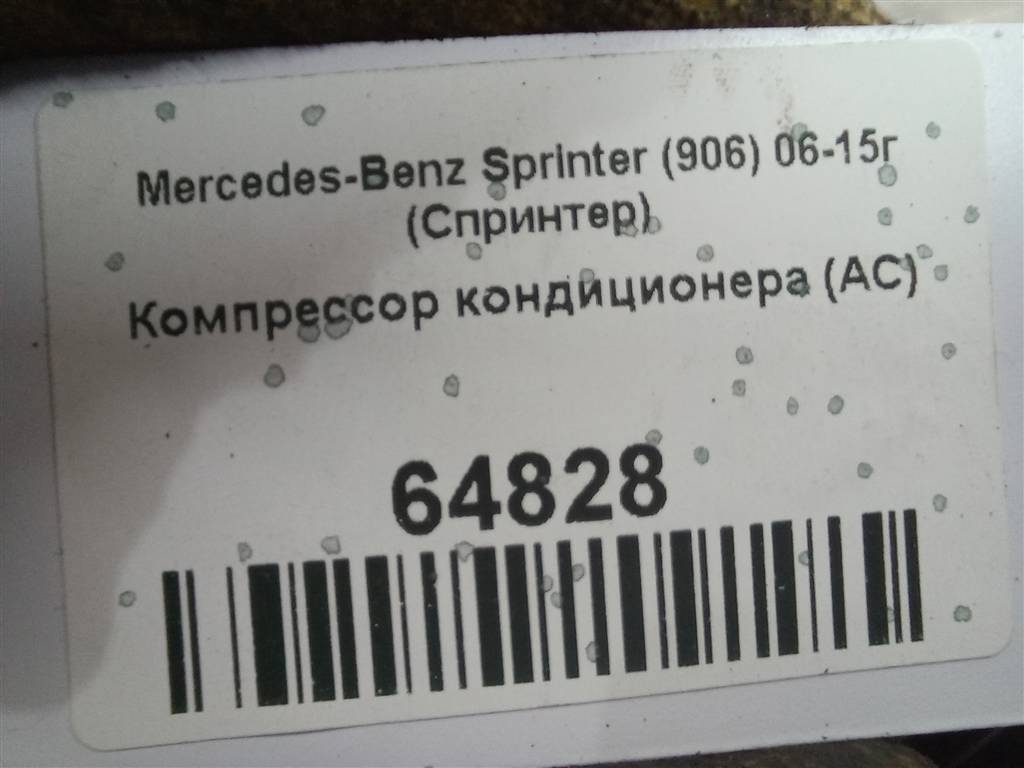 Mercedes-Benz Sprinter (906) 06-15г
(Спринтер)
Компрессор кондиционера (АС)
64828